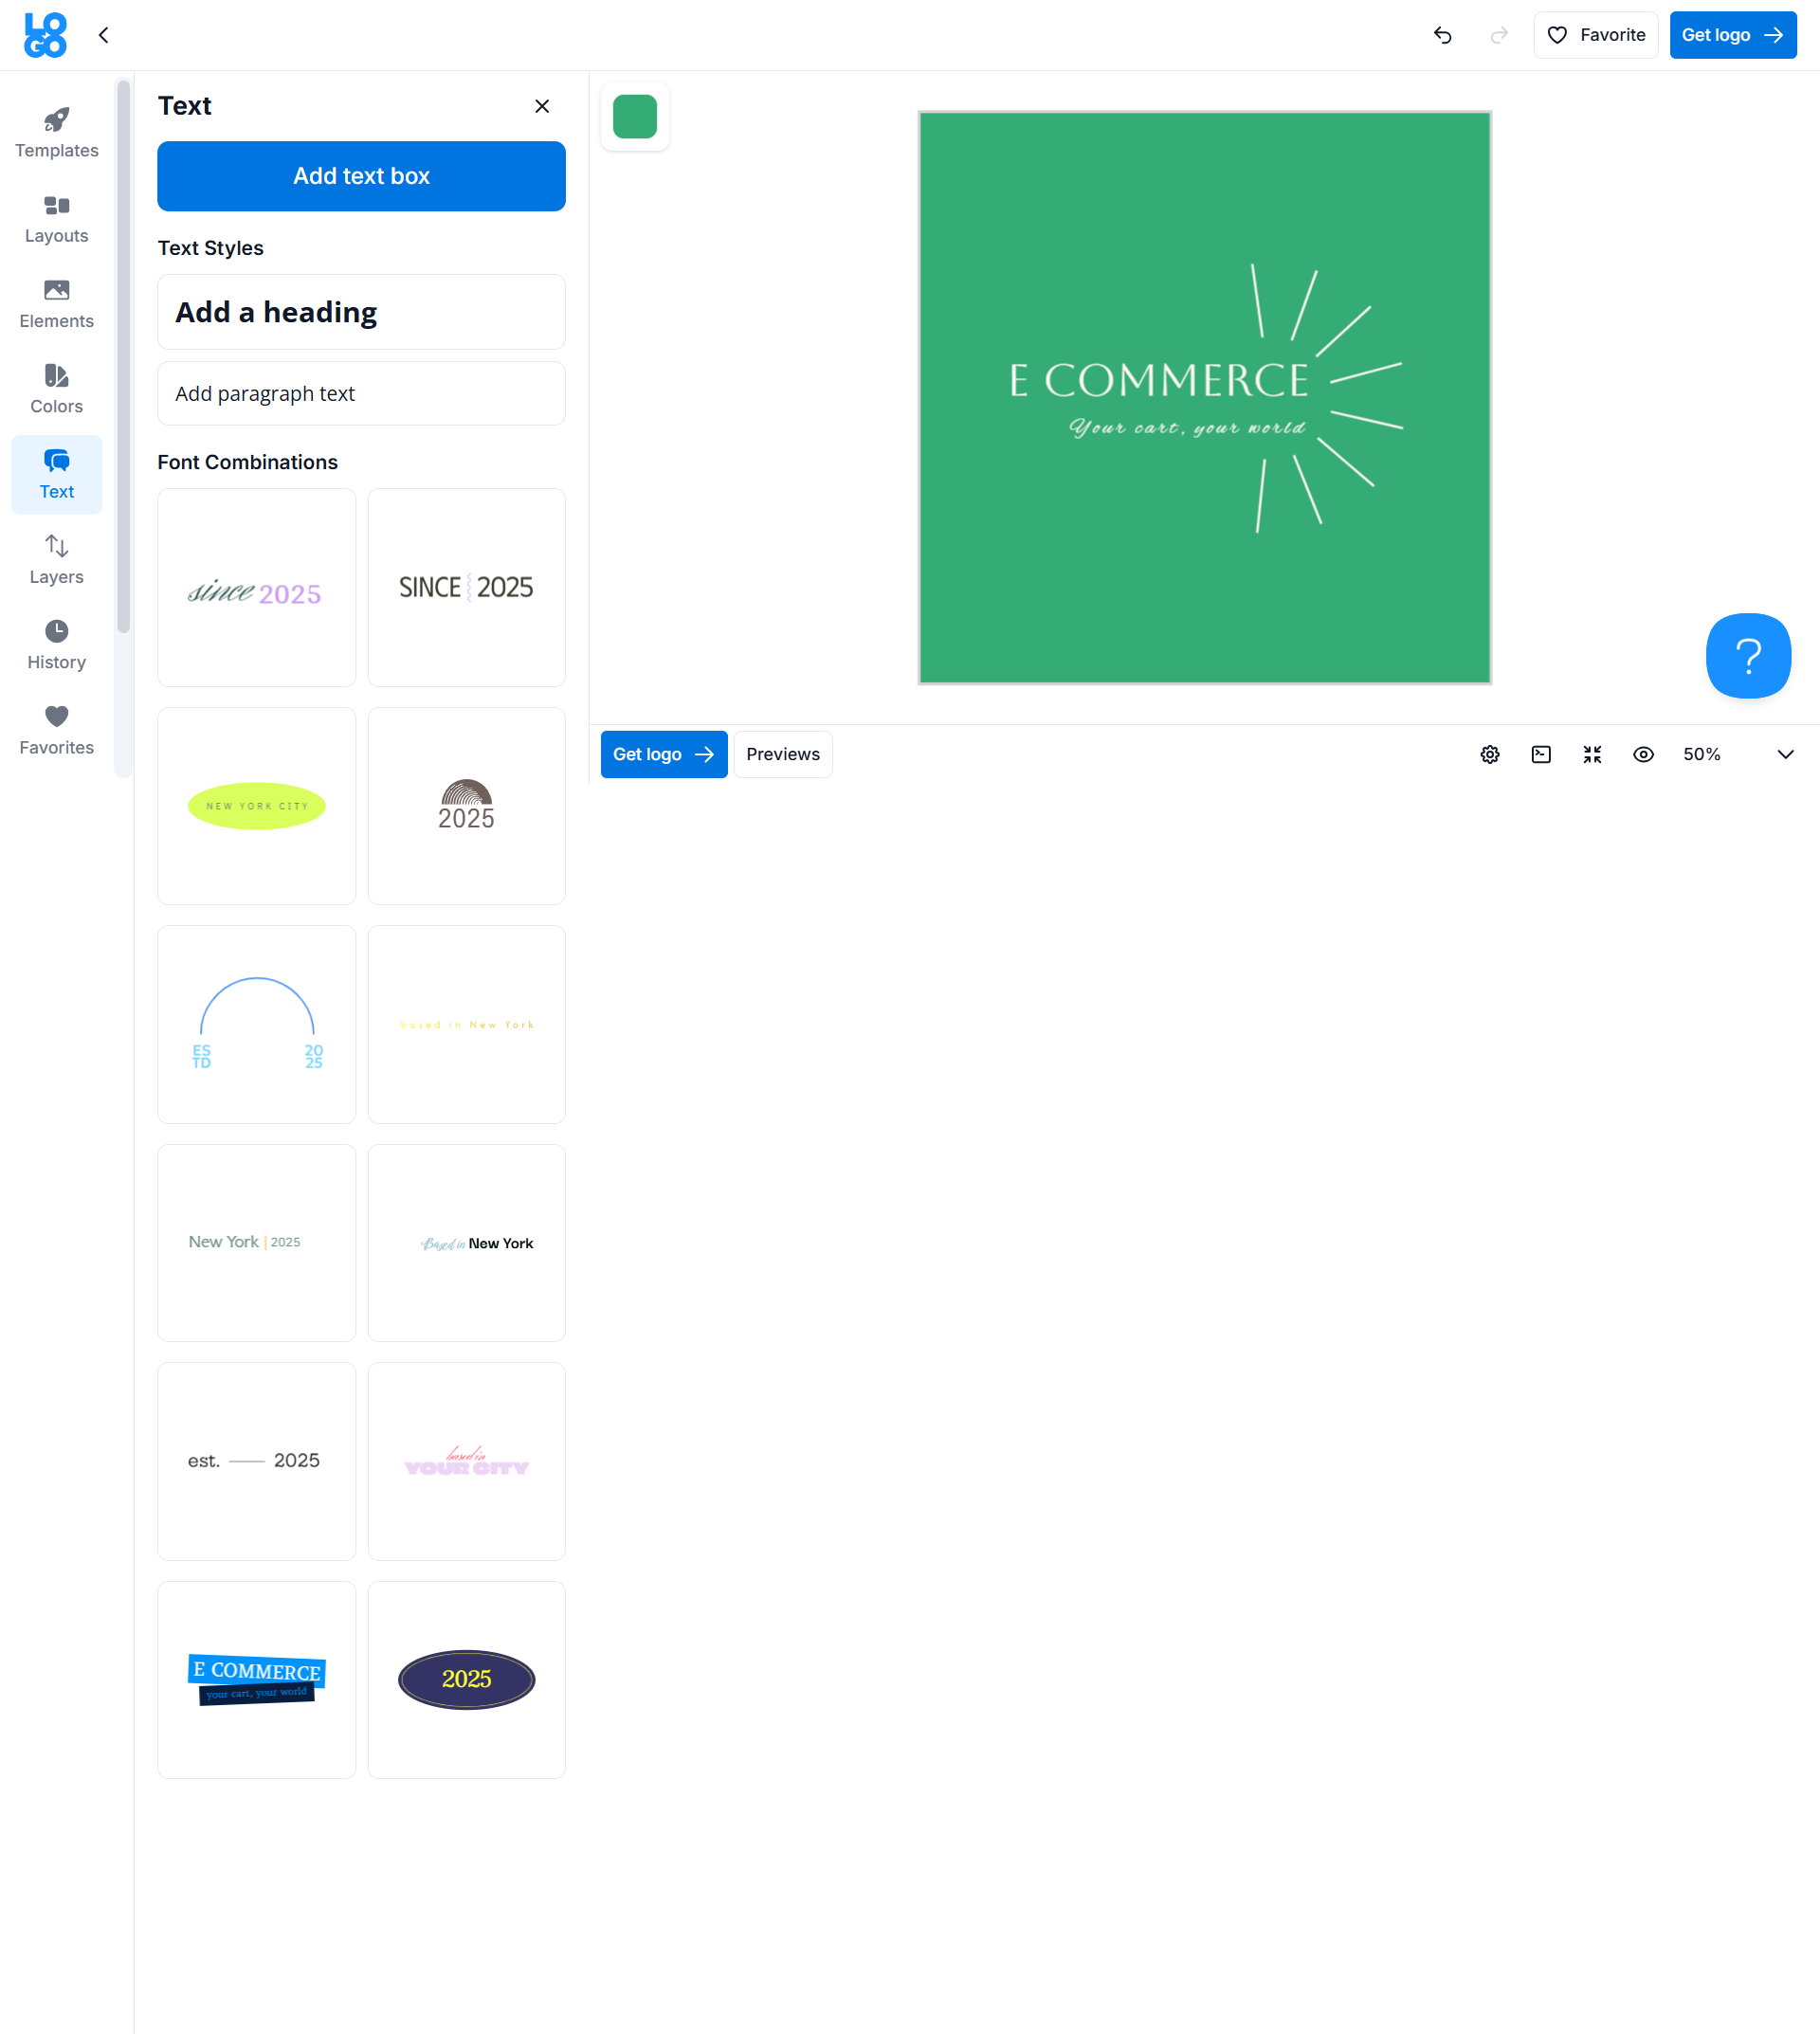 LOGO
Favorite
Get logo
Templates
Layouts
Elements
Colors
Text
Layers
History
Favorites
Text
Add text box
Text Styles
Add a heading
Add paragraph text
Font Combinations
since 2025
SINCE 2025
NEW YORK CITY
2025
ES
TD
20
25
based in New York
New York | 2025
Based in New York
est. 2025
based in
YOUR CITY
E COMMERCE
your cart, your world
2025
E COMMERCE
Your cart, your world
?
Get logo
Previews
50%